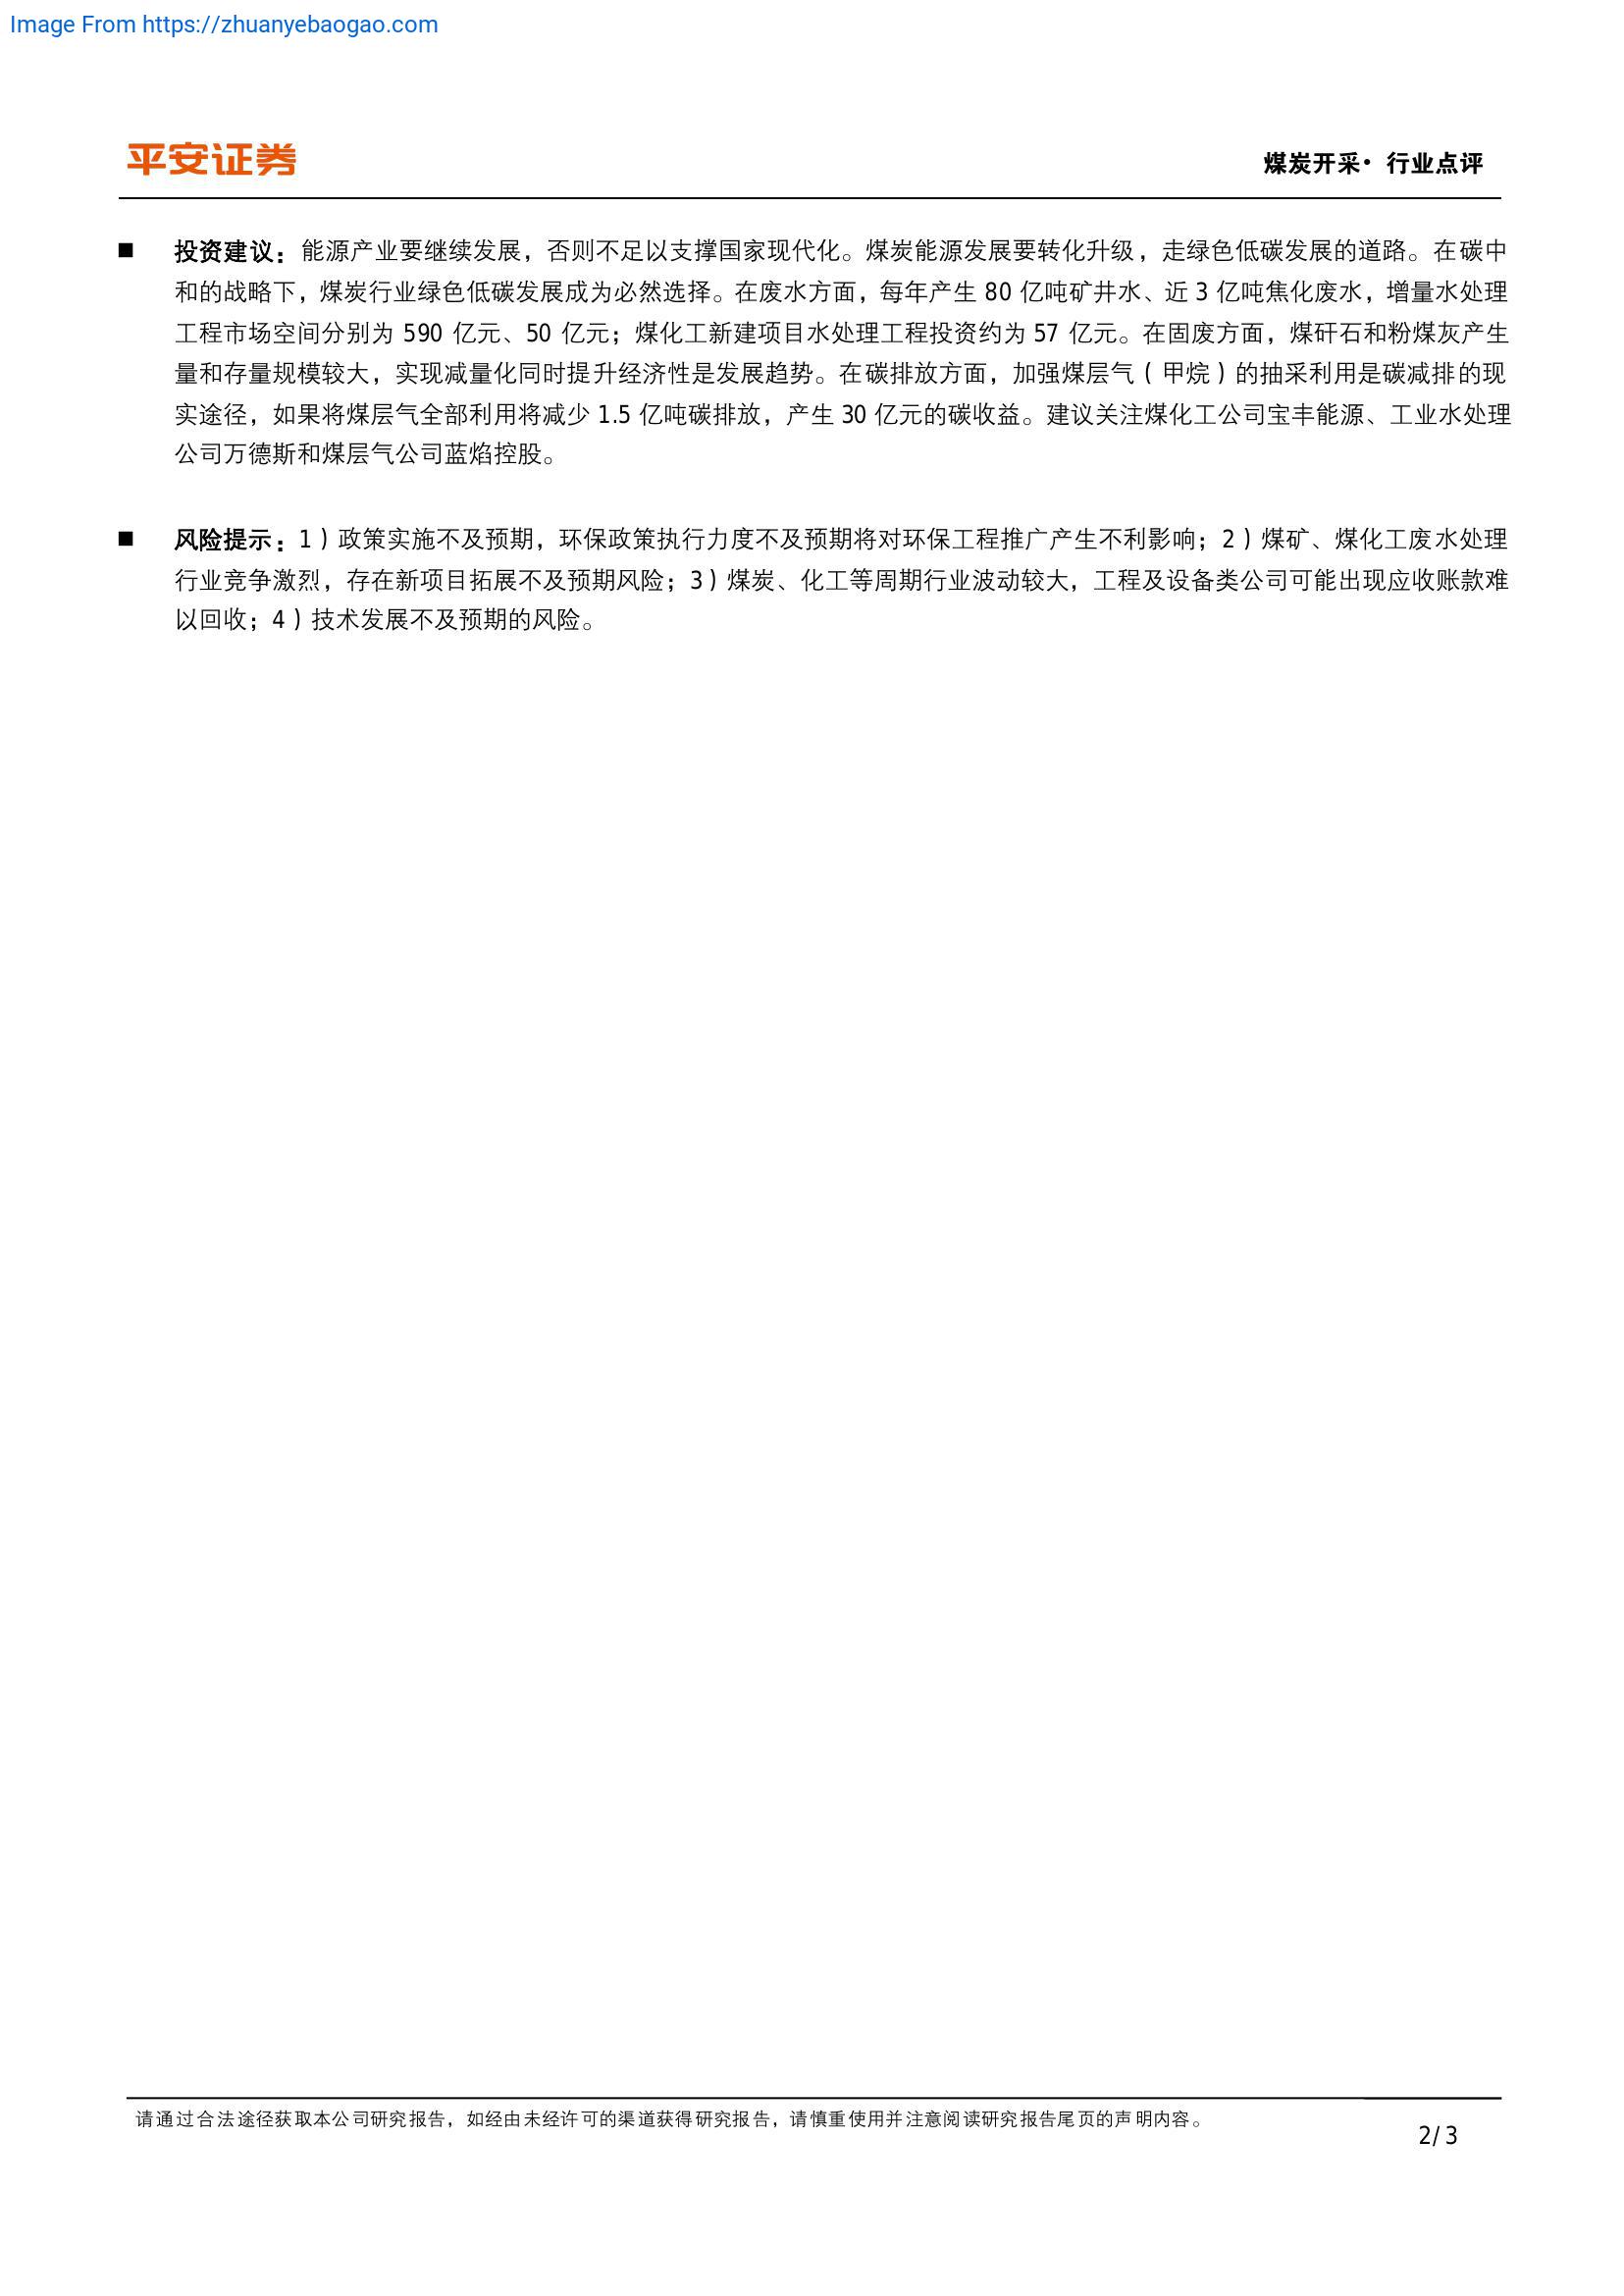 Image From https://zhuanyebaogao.com
平安证券
煤炭开采· 行业点评
■ 投资建议：能源产业要继续发展，否则不足以支撑国家现代化。煤炭能源发展要转化升级，走绿色低碳发展的道路。在碳中
和的战略下，煤炭行业绿色低碳发展成为必然选择。在废水方面，每年产生 80 亿吨矿井水、近 3 亿吨焦化废水，增量水处理
工程市场空间分别为 590 亿元、50 亿元；煤化工新建项目水处理工程投资约为 57 亿元。在固废方面，煤矸石和粉煤灰产生
量和存量规模较大，实现减量化同时提升经济性是发展趋势。在碳排放方面，加强煤层气（甲烷）的抽采利用是碳减排的现
实途径，如果将煤层气全部利用将减少 1.5 亿吨碳排放，产生 30 亿元的碳收益。建议关注煤化工公司宝丰能源、工业水处理
公司万德斯和煤层气公司蓝焰控股。
■ 风险提示：1）政策实施不及预期，环保政策执行力度不及预期将对环保工程推广产生不利影响；2）煤矿、煤化工废水处理
行业竞争激烈，存在新项目拓展不及预期风险；3）煤炭、化工等周期行业波动较大，工程及设备类公司可能出现应收账款难
以回收；4）技术发展不及预期的风险。
请通过合法途径获取本公司研究报告，如经由未经许可的渠道获得研究报告，请慎重使用并注意阅读研究报告尾页的声明内容。
2/ 3